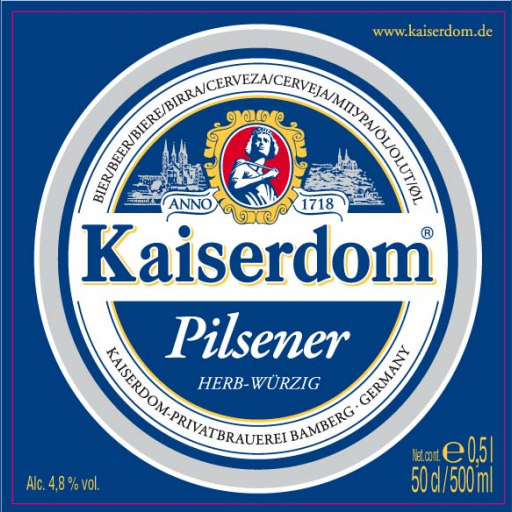 www.kaiserdom.de
BIER/BEER/BIERE/BIRRA/CERVEZA/CERVEJA/MITYPA/ÖL/OLUT/ØL
ANNO 1718
Kaiserdom®
Pilsener
HERB-WÜRZIG
KAISERDOM-PRIVATBRAUEREI BAMBERG · GERMANY
Alc. 4,8 % vol.
Net.cont. e 0,5 l
50 cl/500 ml